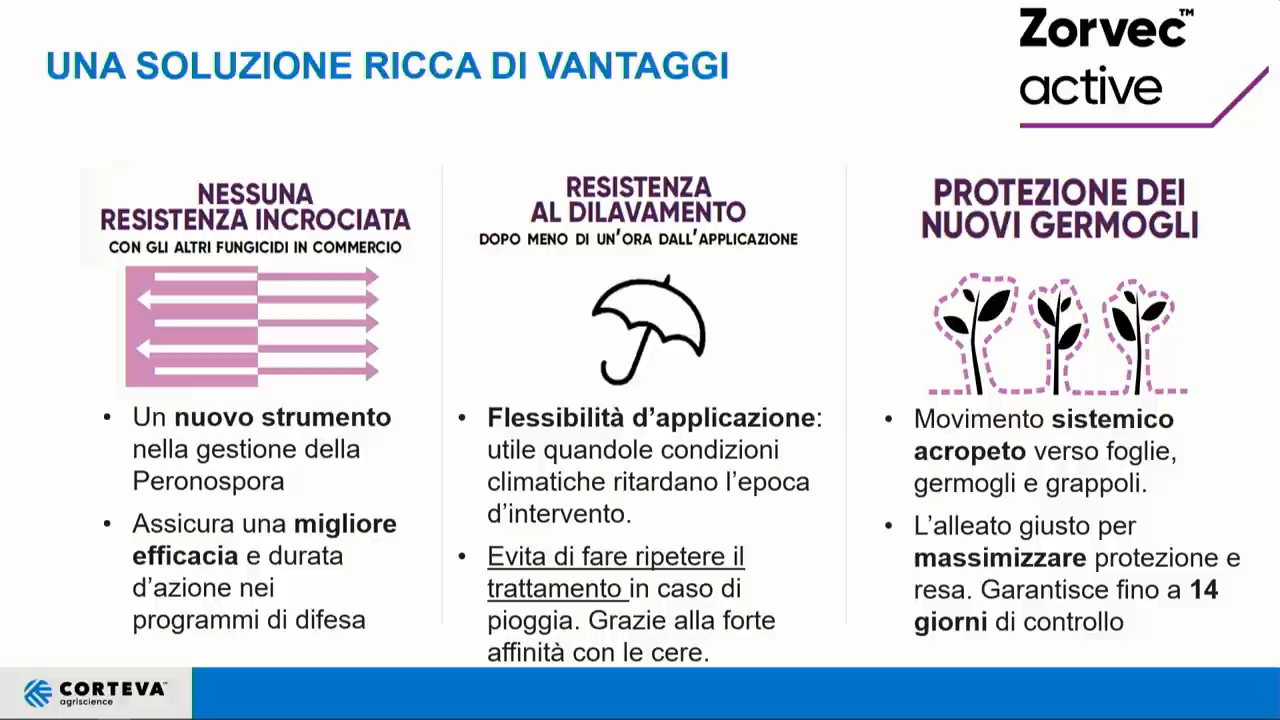 UNA SOLUZIONE RICCA DI VANTAGGI
Zorvec™
active
NESSUNA
RESISTENZA INCROCIATA
CON GLI ALTRI FUNGICIDI IN COMMERCIO
• Un nuovo strumento
nella gestione della
Peronospora
• Assicura una migliore
efficacia e durata
d'azione nei
programmi di difesa
RESISTENZA
AL DILAVAMENTO
DOPO MENO DI UN'ORA DALL'APPLICAZIONE
• Flessibilità d'applicazione:
utile quandole condizioni
climatiche ritardano l'epoca
d'intervento.
• Evita di fare ripetere il
trattamento in caso di
pioggia. Grazie alla forte
affinità con le cere.
PROTEZIONE DEI
NUOVI GERMOGLI
• Movimento sistemico
acropeto verso foglie,
germogli e grappoli.
• L'alleato giusto per
massimizzare protezione e
resa. Garantisce fino a 14
giorni di controllo
CORTEVA™
agriscience